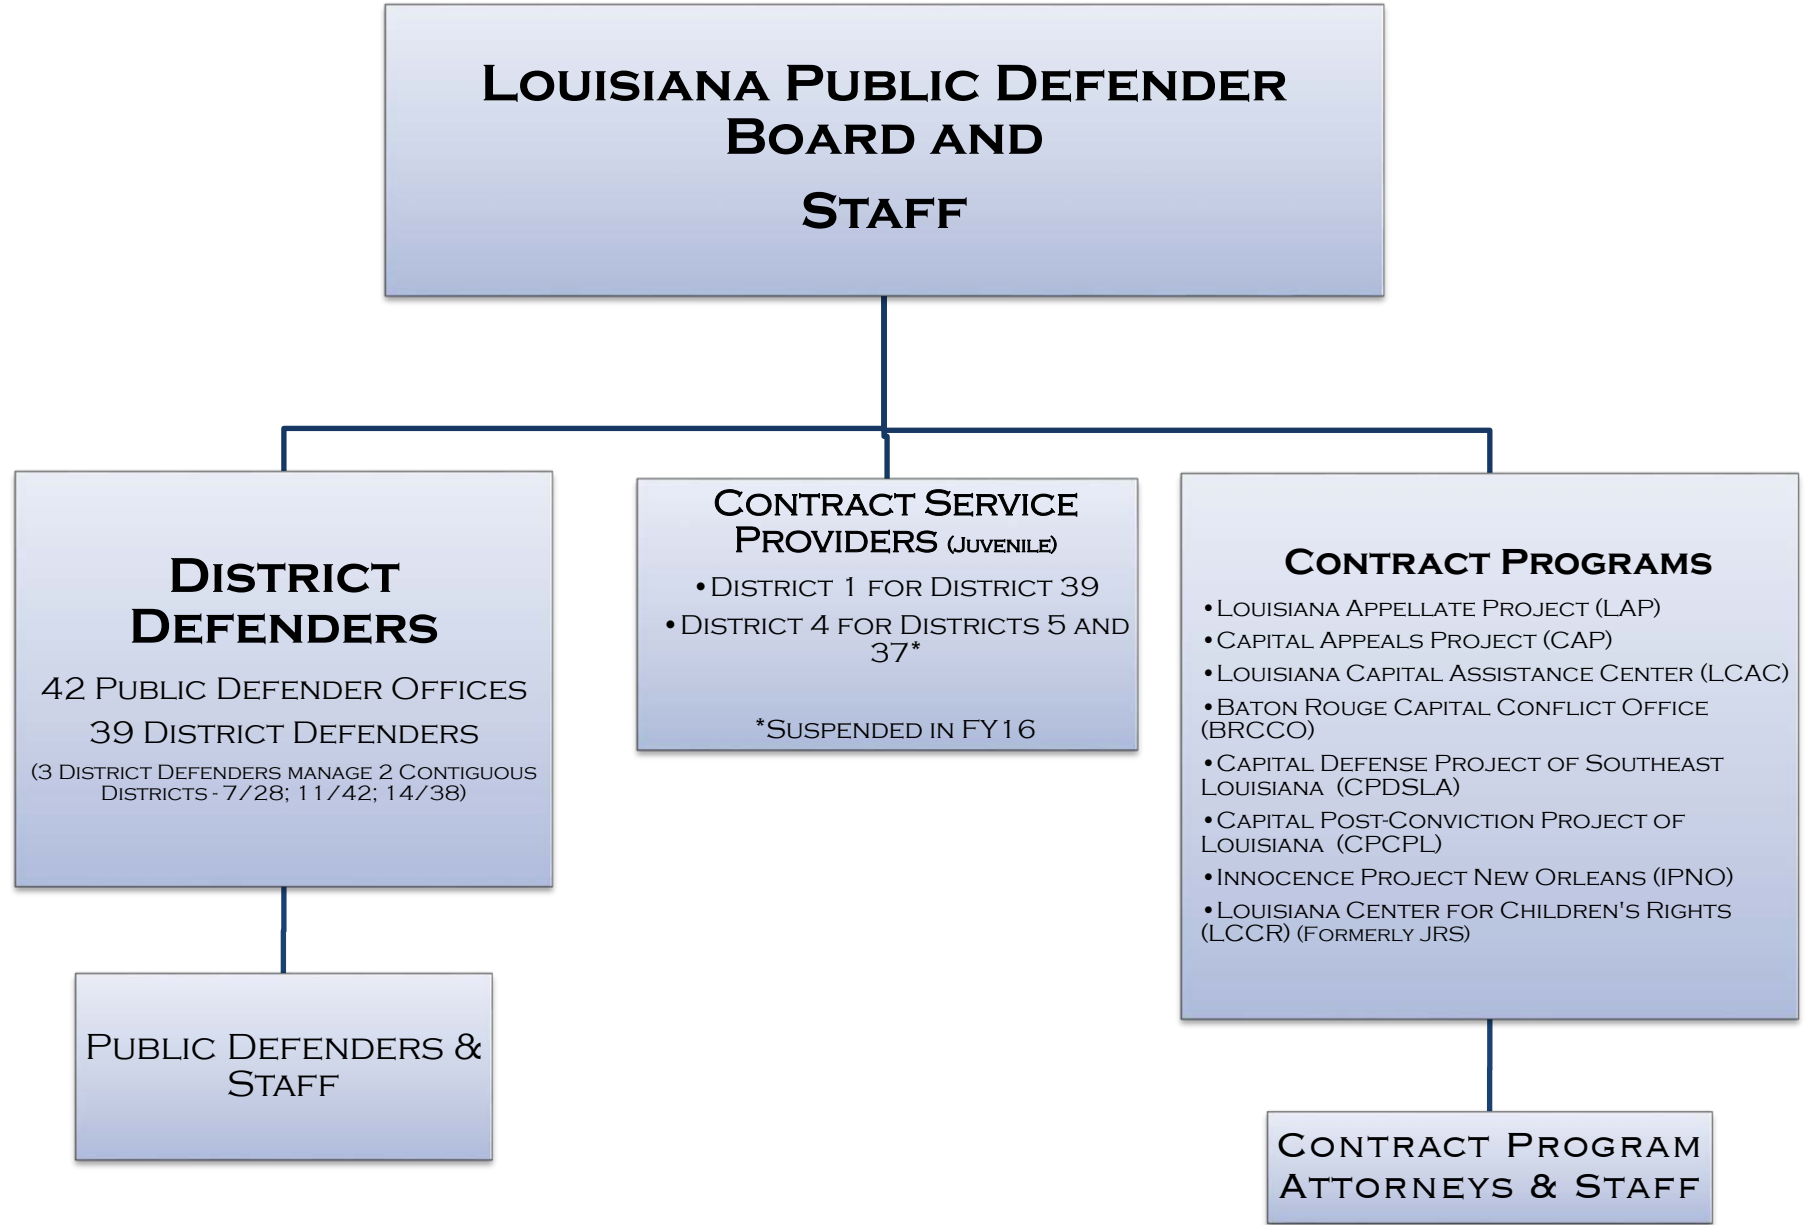 Louisiana Public Defender
Board and
Staff
District
Defenders
42 Public Defender Offices
39 District Defenders
(3 District Defenders manage 2 Contiguous
Districts - 7/28; 11/42; 14/38)
Public Defenders &
Staff
Contract Service
Providers (Juvenile)
•District 1 for District 39
•District 4 for Districts 5 and
37*
*Suspended in FY16
Contract Programs
•Louisiana Appellate Project (LAP)
•Capital Appeals Project (CAP)
•Louisiana Capital Assistance Center (LCAC)
•Baton Rouge Capital Conflict Office
(BRCCO)
•Capital Defense Project of Southeast
Louisiana (CPDSLA)
•Capital Post-Conviction Project of
Louisiana (CPCPL)
•Innocence Project New Orleans (IPNO)
•Louisiana Center for Children's Rights
(LCCR) (Formerly JRS)
Contract Program
Attorneys & Staff